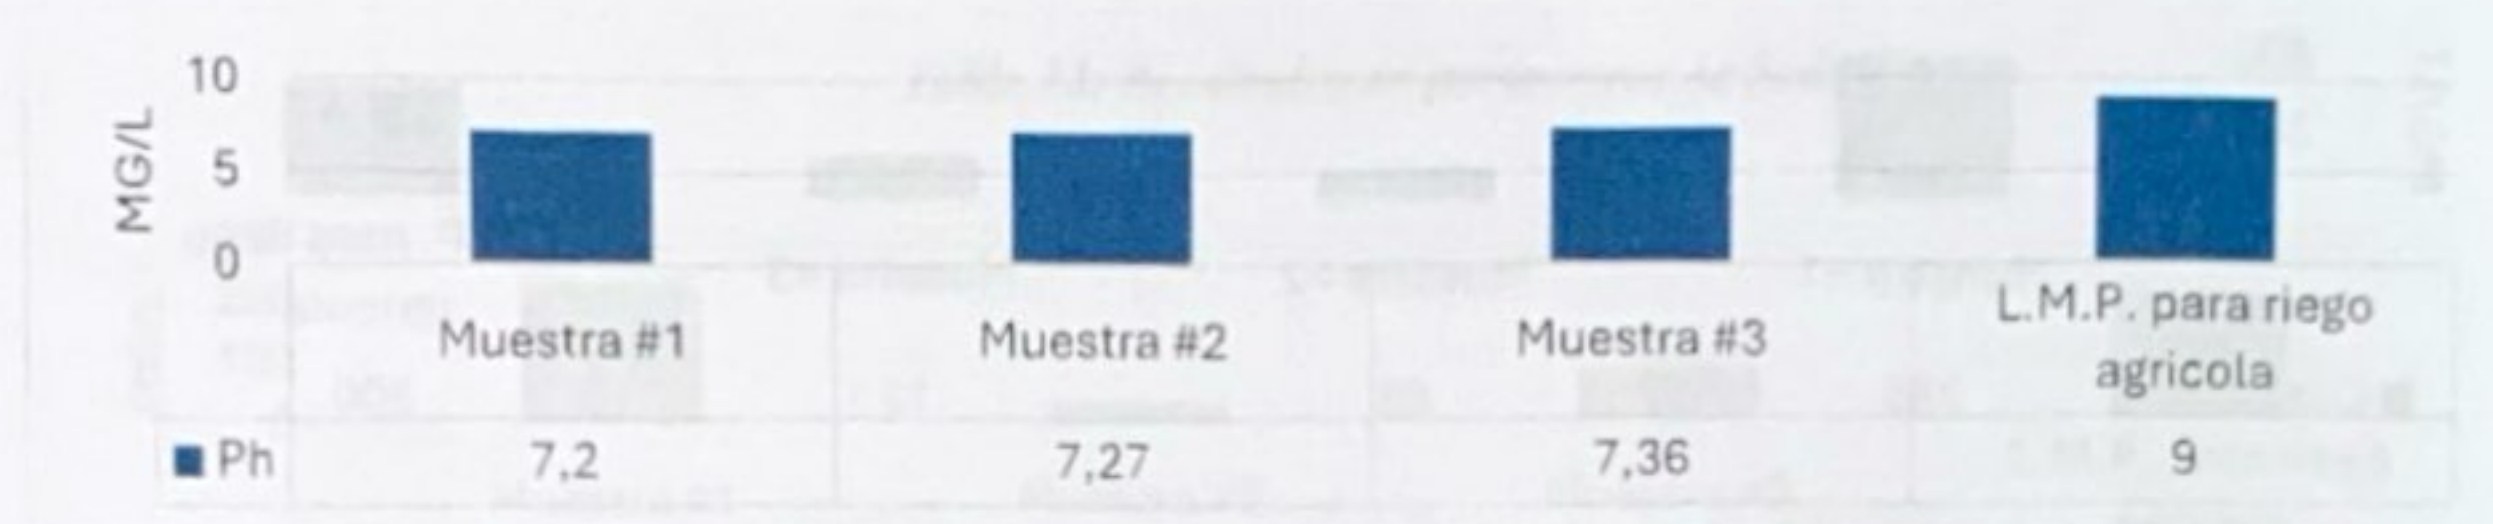 MG/L
10
5
0
Muestra #1
Muestra #2
Muestra #3
L.M.P. para riego
agricola
Ph 7,2 7,27 7,36 9